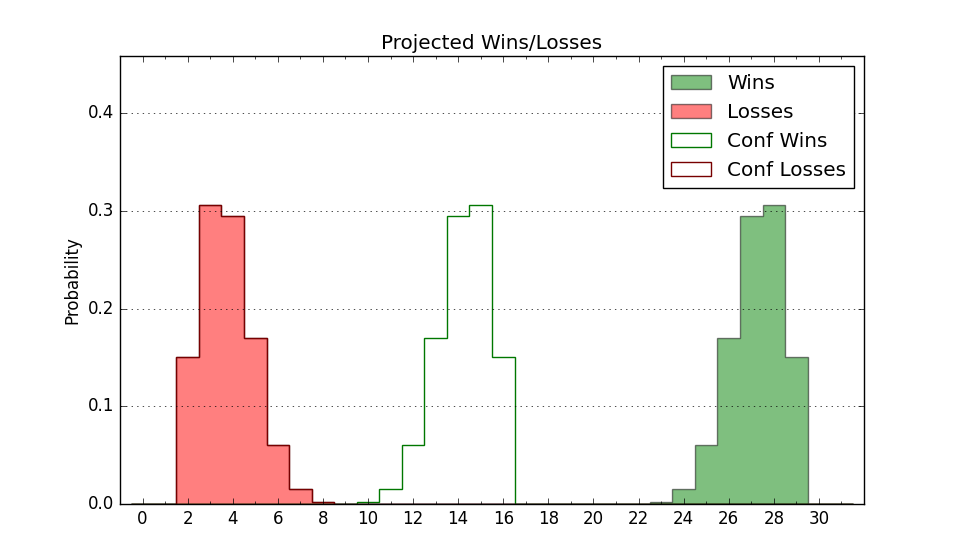 Projected Wins/Losses
Wins
Losses
Conf Wins
Conf Losses
Probability
0.4
0.3
0.2
0.1
0.0
0 2 4 6 8 10 12 14 16 18 20 22 24 26 28 30